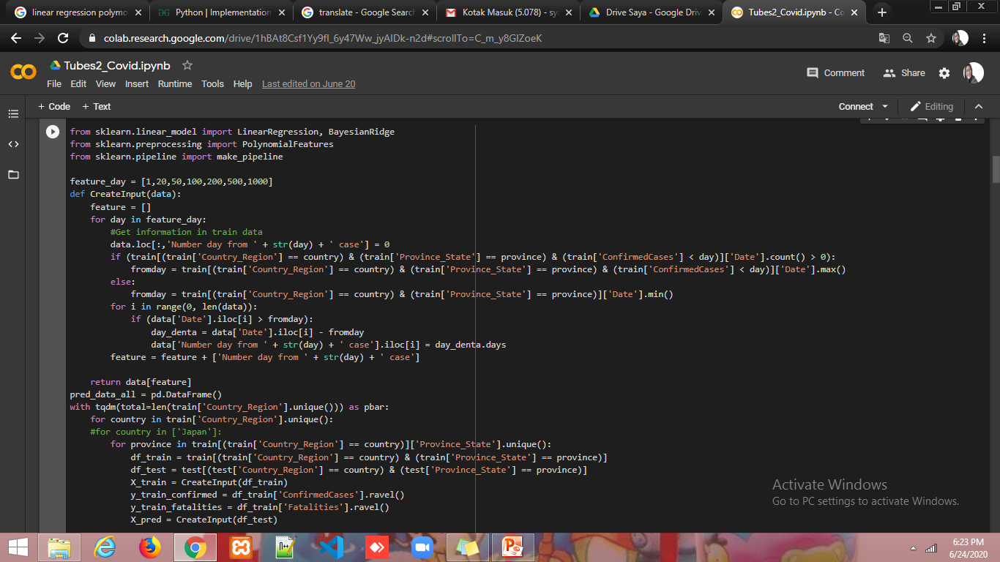 linear regression polymo
Python | Implementation
translate - Google Search
Kotak Masuk (5.078) - sya
Drive Saya - Google Drive
Tubes2_Covid.ipynb - Co
colab.research.google.com/drive/1hBAt8Csf1Yy9fl_6y47Ww_jyAIDk-n2d#scrollTo=C_m_y8GlZoeK
Tubes2_Covid.ipynb
File Edit View Insert Runtime Tools Help Last edited on June 20
Comment
Share
+ Code + Text
Connect
Editing
from sklearn.linear_model import LinearRegression, BayesianRidge
from sklearn.preprocessing import PolynomialFeatures
from sklearn.pipeline import make_pipeline
feature_day = [1,20,50,100,200,500,1000]
def CreateInput(data):
    feature = []
    for day in feature_day:
        #Get information in train data
        data.loc[:,'Number day from ' + str(day) + ' case'] = 0
        if (train[(train['Country_Region'] == country) & (train['Province_State'] == province) & (train['ConfirmedCases'] < day)]['Date'].count() > 0):
            fromday = train[(train['Country_Region'] == country) & (train['Province_State'] == province) & (train['ConfirmedCases'] < day)]['Date'].max()
        else:
            fromday = train[(train['Country_Region'] == country) & (train['Province_State'] == province)]['Date'].min()
        for i in range(0, len(data)):
            if (data['Date'].iloc[i] > fromday):
                day_denta = data['Date'].iloc[i] - fromday
                data['Number day from ' + str(day) + ' case'].iloc[i] = day_denta.days
        feature = feature + ['Number day from ' + str(day) + ' case']
    return data[feature]
pred_data_all = pd.DataFrame()
with tqdm(total=len(train['Country_Region'].unique())) as pbar:
    for country in train['Country_Region'].unique():
    #for country in ['Japan']:
        for province in train[(train['Country_Region'] == country)]['Province_State'].unique():
            df_train = train[(train['Country_Region'] == country) & (train['Province_State'] == province)]
            df_test = test[(test['Country_Region'] == country) & (test['Province_State'] == province)]
            X_train = CreateInput(df_train)
            y_train_confirmed = df_train['ConfirmedCases'].ravel()
            y_train_fatalities = df_train['Fatalities'].ravel()
            X_pred = CreateInput(df_test)
Activate Windows
Go to PC settings to activate Windows.
6:23 PM
6/24/2020